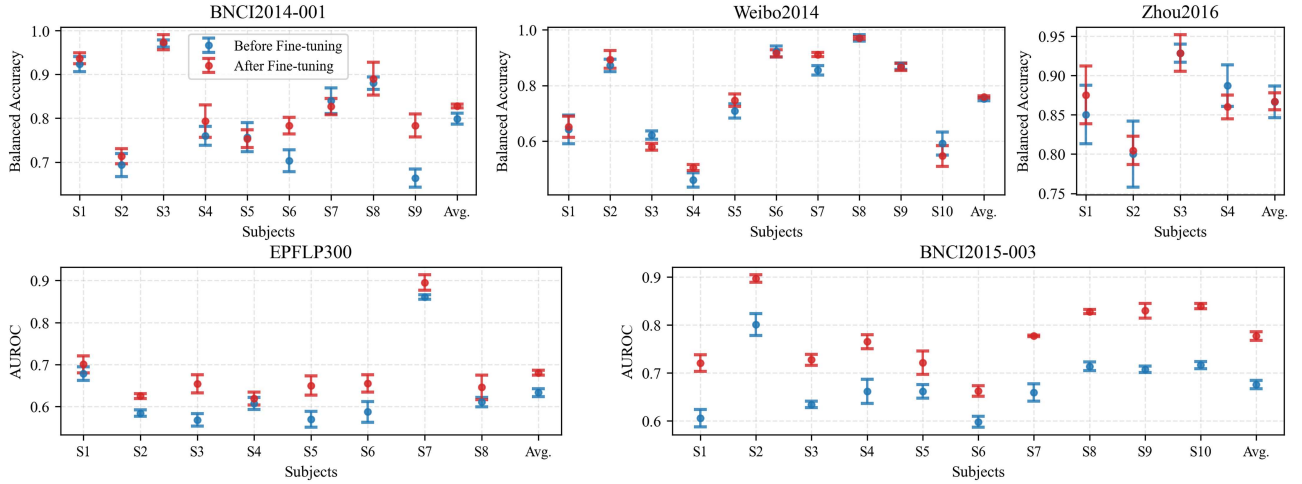 BNCI2014-001
Balanced Accuracy
1.0
0.9
0.8
0.7
Before Fine-tuning
After Fine-tuning
S1 S2 S3 S4 S5 S6 S7 S8 S9 Avg.
Subjects
Weibo2014
Balanced Accuracy
1.0
0.8
0.6
S1 S2 S3 S4 S5 S6 S7 S8 S9 S10 Avg.
Subjects
Zhou2016
Balanced Accuracy
0.95
0.90
0.85
0.80
0.75
S1 S2 S3 S4 Avg.
Subjects
EPFLP300
AUROC
0.9
0.8
0.7
0.6
S1 S2 S3 S4 S5 S6 S7 S8 Avg.
Subjects
BNCI2015-003
AUROC
0.9
0.8
0.7
0.6
S1 S2 S3 S4 S5 S6 S7 S8 S9 S10 Avg.
Subjects